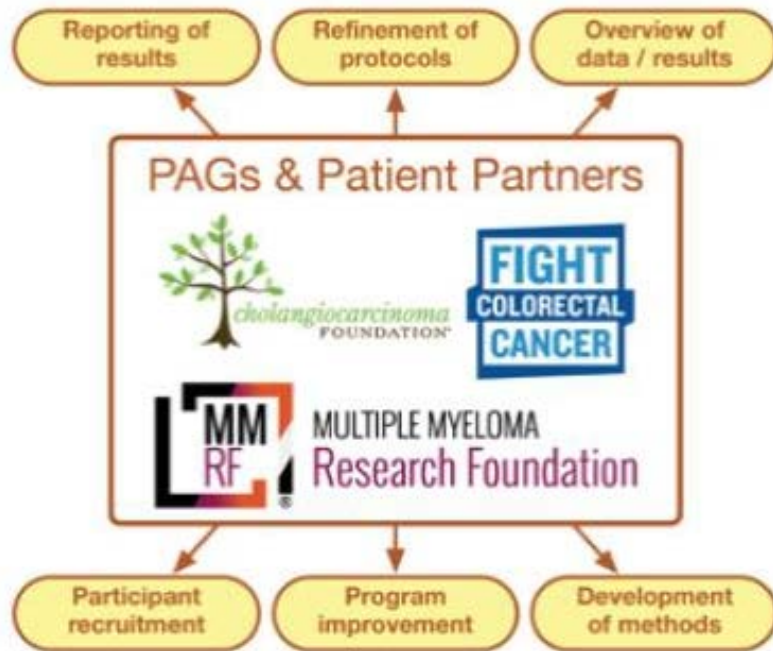 Reporting of
results
Refinement of
protocols
Overview of
data / results
PAGs & Patient Partners
cholangiocarcinoma
FOUNDATION®
FIGHT
COLORECTAL
CANCER
MM
RF
®
MULTIPLE MYELOMA
Research Foundation
Participant
recruitment
Program
improvement
Development
of methods